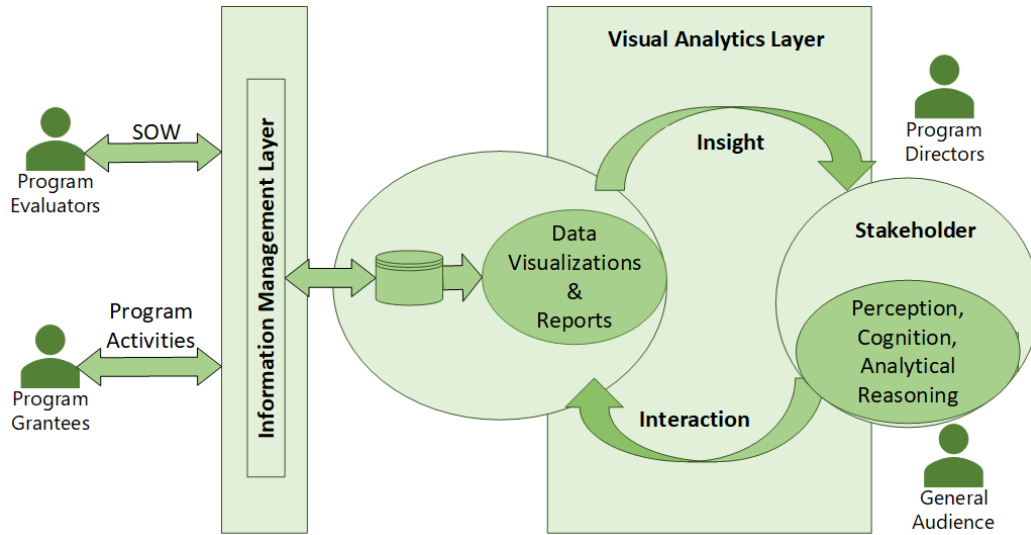 SOW
Program
Evaluators
Program
Activities
Program
Grantees
Information Management Layer
Visual Analytics Layer
Insight
Data
Visualizations
&
Reports
Interaction
Program
Directors
Stakeholder
Perception,
Cognition,
Analytical
Reasoning
General
Audience